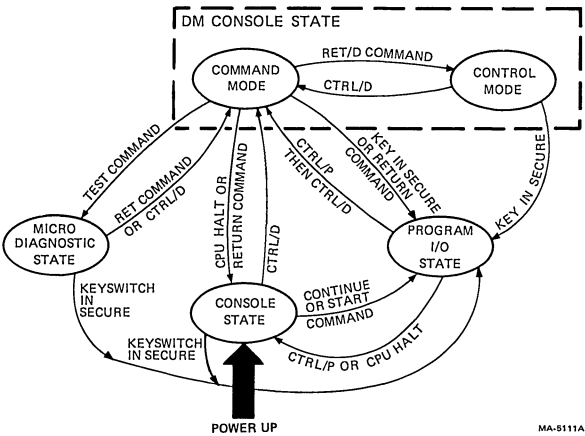 DM CONSOLE STATE
RET/D COMMAND
COMMAND
MODE
CTRL/D
CONTROL
MODE
TEST COMMAND
RET COMMAND
OR CTRL/D
CPU HALT OR
RETURN COMMAND
CTRL/D
CTRL/P
THEN CTRL/D
KEY IN SECURE
OR RETURN
COMMAND
KEY IN SECURE
MICRO
DIAGNOSTIC
STATE
PROGRAM
I/O
STATE
KEYSWITCH
IN
SECURE
CONSOLE
STATE
CONTINUE
OR START
COMMAND
KEYSWITCH
IN SECURE
CTRL/P OR CPU HALT
POWER UP
MA-5111A